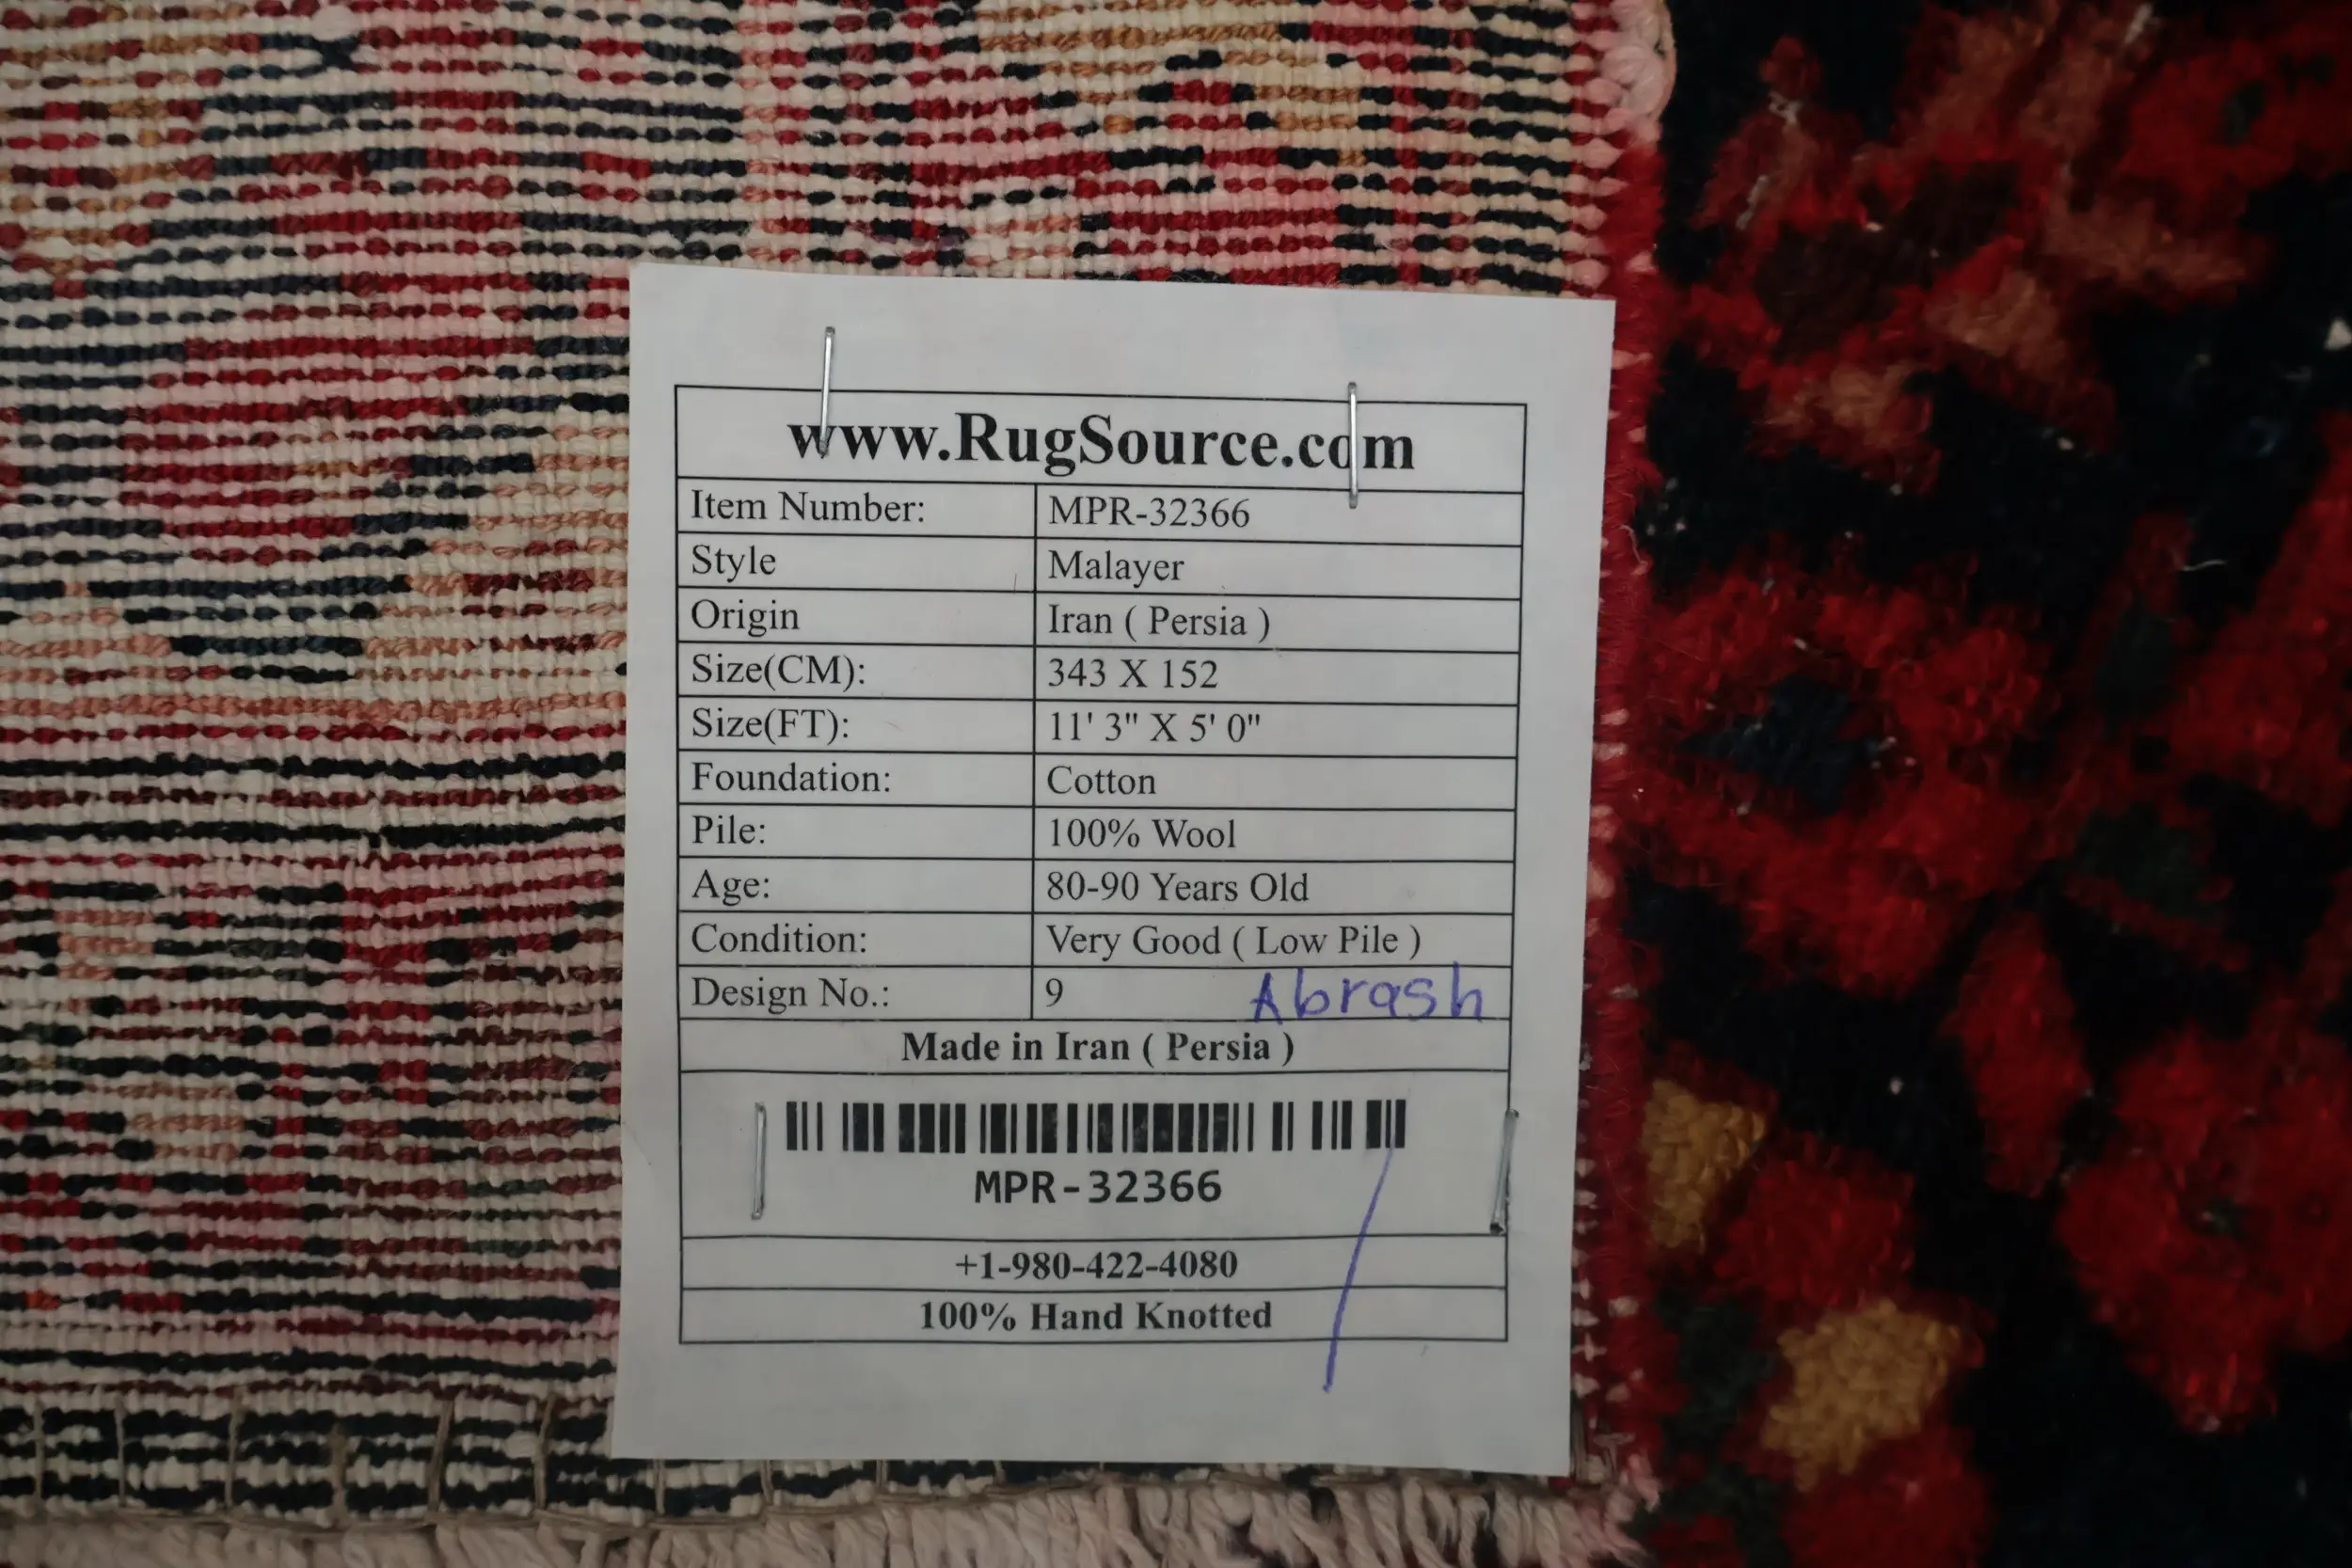 www.RugSource.com
Item Number: MPR-32366
Style Malayer
Origin Iran ( Persia )
Size(CM): 343 X 152
Size(FT): 11' 3" X 5' 0"
Foundation: Cotton
Pile: 100% Wool
Age: 80-90 Years Old
Condition: Very Good ( Low Pile )
Design No.: 9 Abrash
Made in Iran ( Persia )
MPR-32366
+1-980-422-4080
100% Hand Knotted